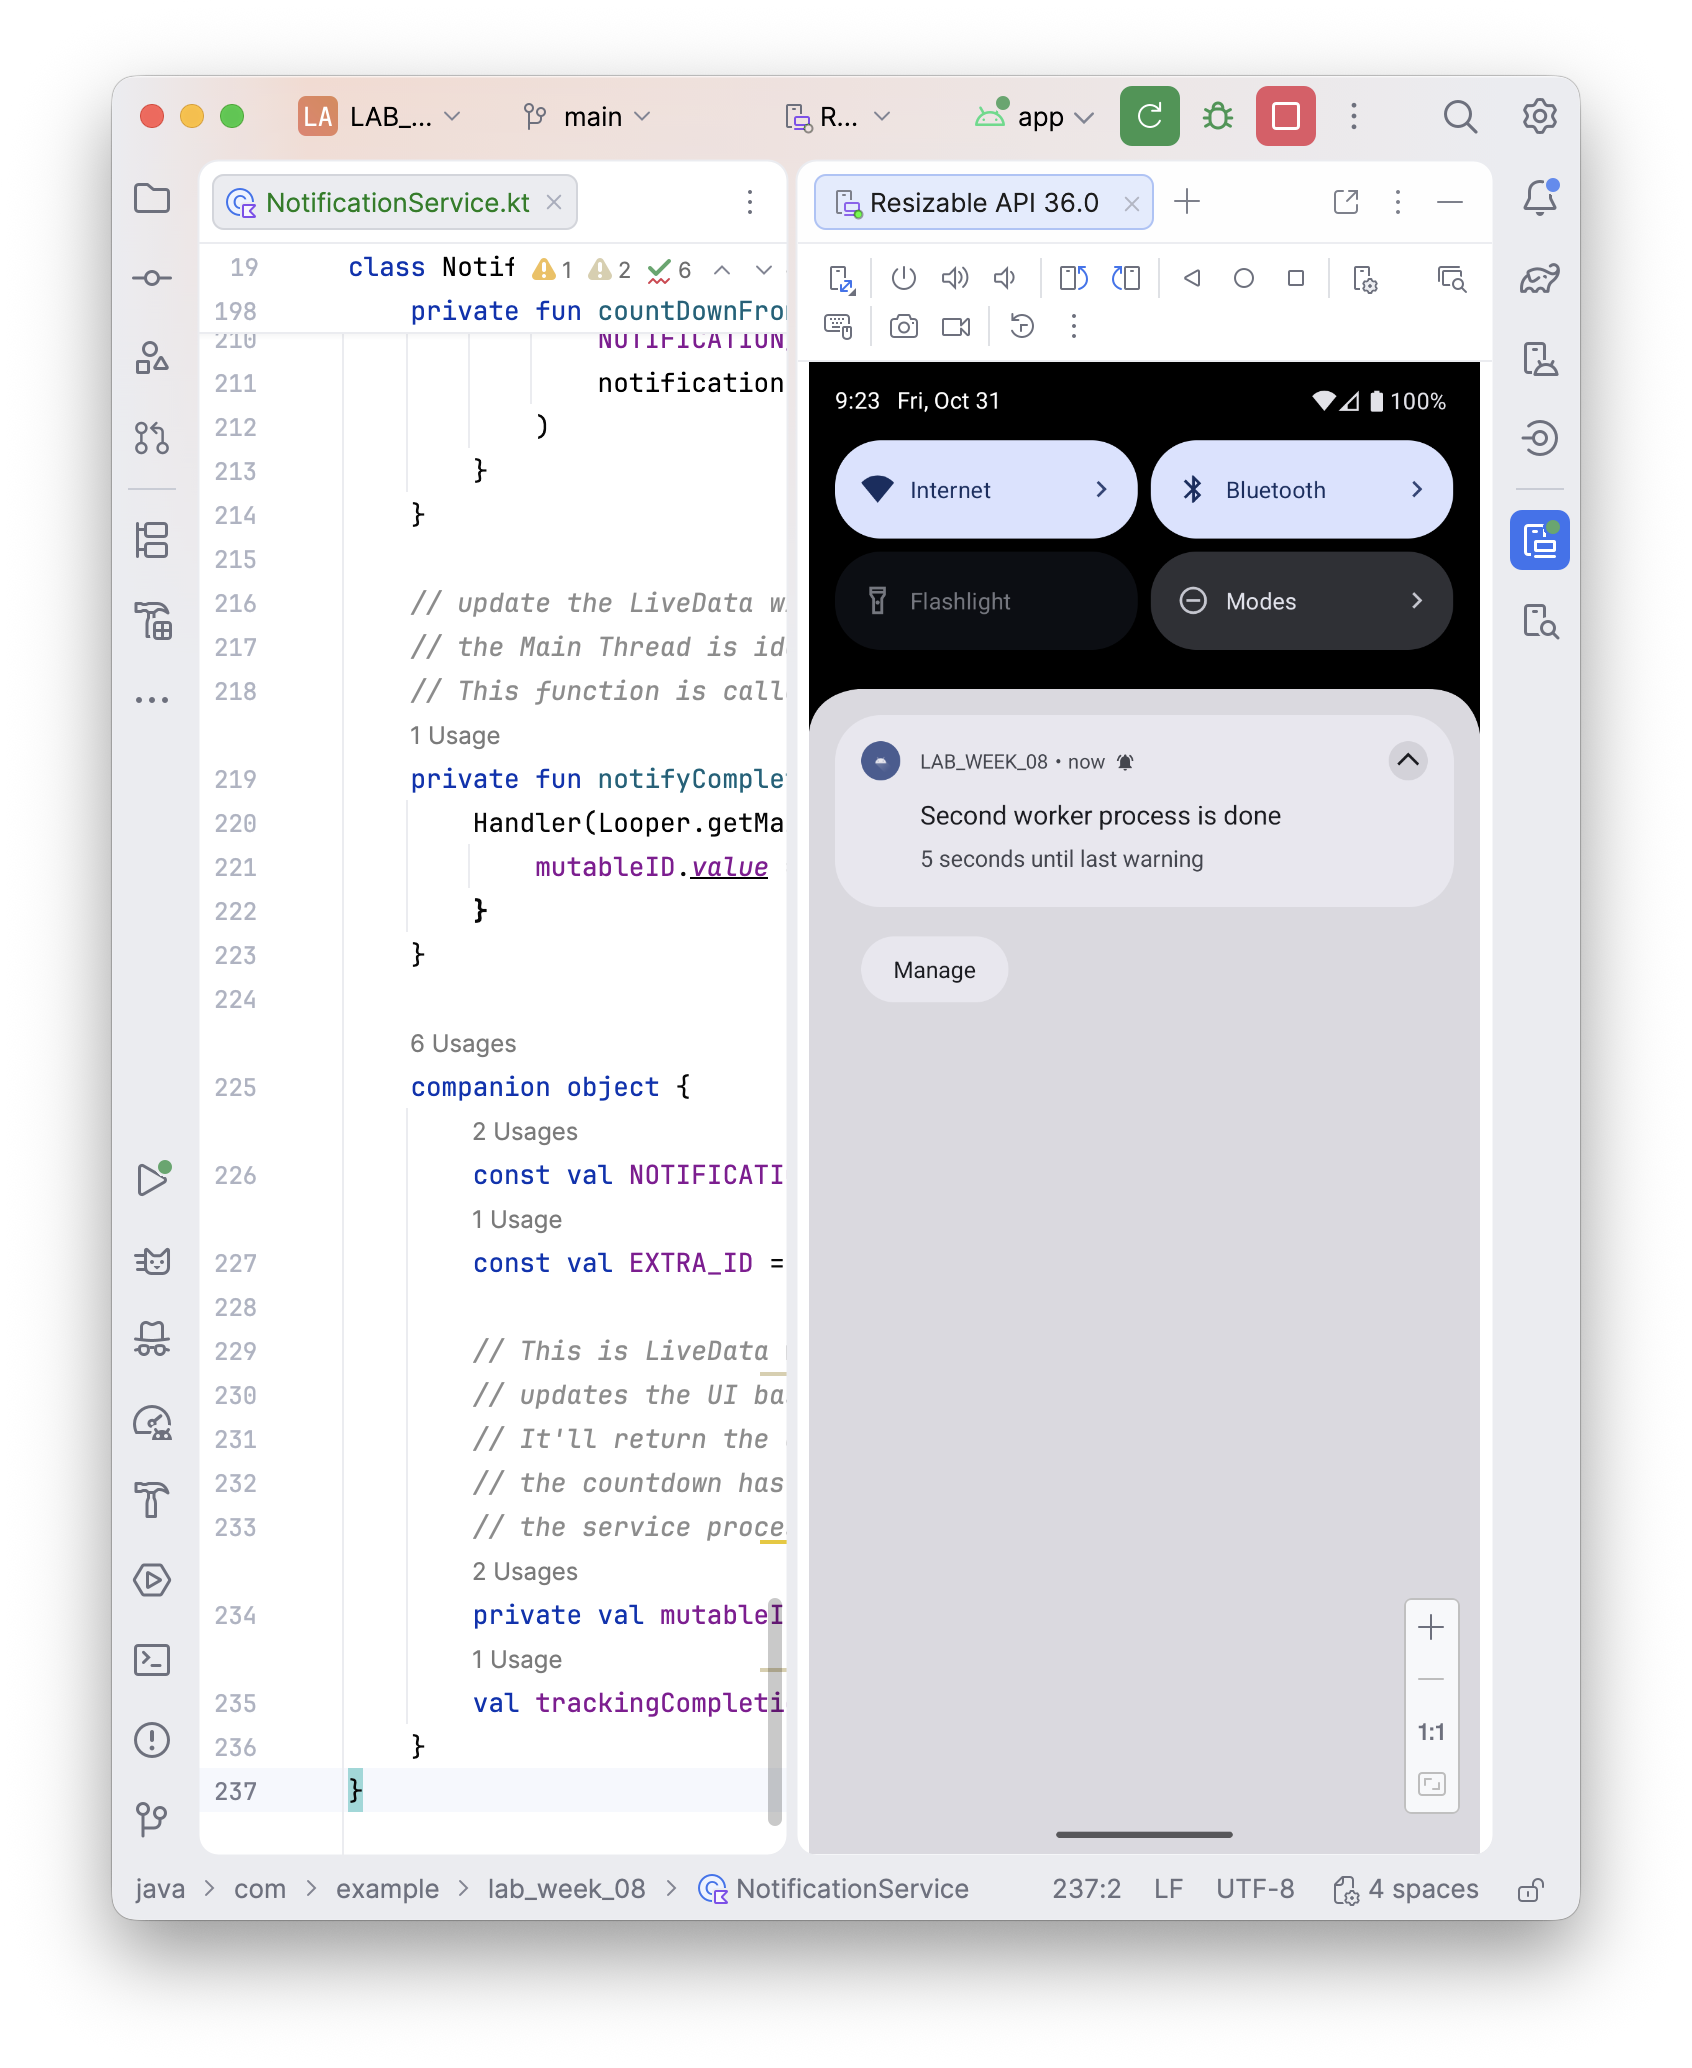 LA LAB_... main R... app
NotificationService.kt
19 class Notif 1 2 6
198 private fun countDownFro
210 NOTIFICATION
211 notification
212 )
213 }
214 }
215
216 // update the LiveData w
217 // the Main Thread is id
218 // This function is call
1 Usage
219 private fun notifyComple
220 Handler(Looper.getMa
221 mutableID.value
222 }
223 }
224
6 Usages
225 companion object {
2 Usages
226 const val NOTIFICATI
1 Usage
227 const val EXTRA_ID =
228
229 // This is LiveData
230 // updates the UI ba
231 // It'll return the
232 // the countdown has
233 // the service proce
2 Usages
234 private val mutableI
1 Usage
235 val trackingCompleti
236 }
237 }
Resizable API 36.0
9:23 Fri, Oct 31 100%
Internet Bluetooth
Flashlight Modes
LAB_WEEK_08 • now
Second worker process is done
5 seconds until last warning
Manage
1:1
java > com > example > lab_week_08 > NotificationService 237:2 LF UTF-8 4 spaces